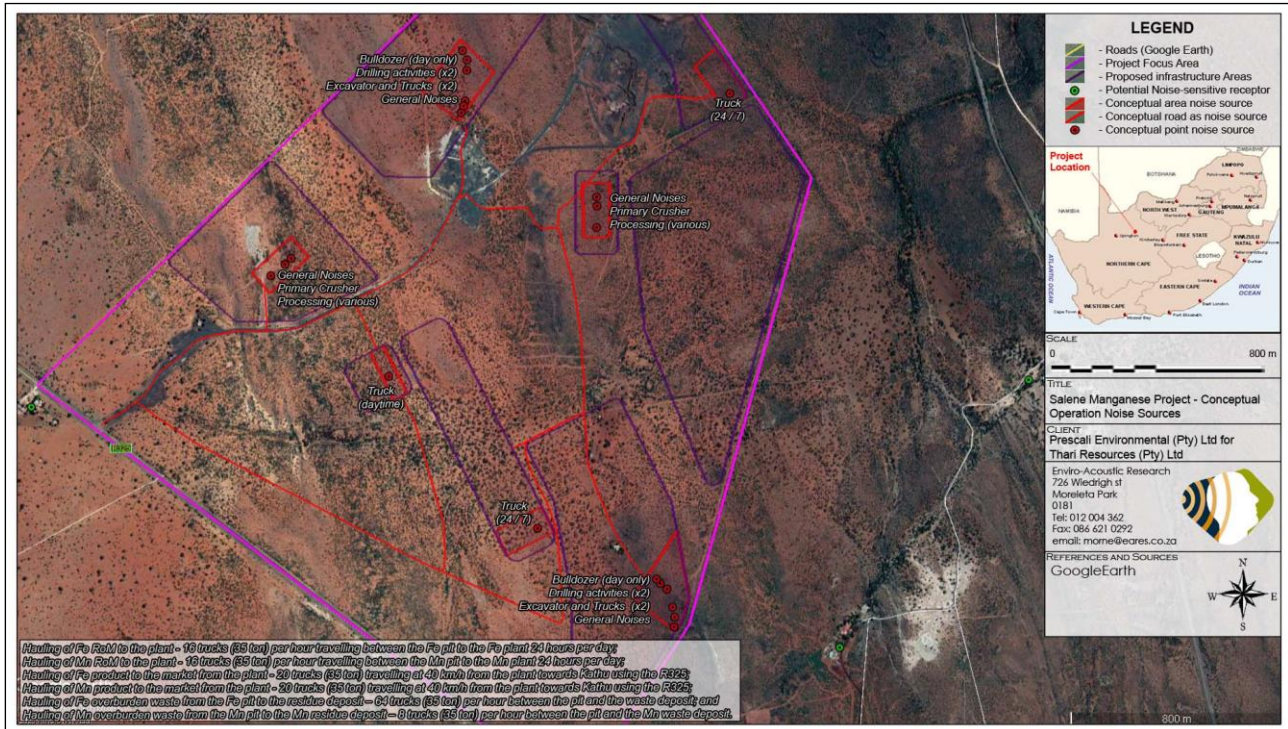 Bulldozer (day only)
Drilling activities (x2)
Excavator and Trucks (x2)
General Noises
Truck
(24 / 7)
General Noises
Primary Crusher
Processing (various)
General Noises
Primary Crusher
Processing (various)
Truck
(daytime)
Truck
(24 / 7)
Bulldozer (day only)
Drilling activities (x2)
Excavator and Trucks (x2)
General Noises
Hauling of Fe RoM to the plant - 16 trucks (35 ton) per hour travelling between the Fe pit to the Fe plant 24 hours per day;
Hauling of Mn RoM to the plant - 16 trucks (35 ton) per hour travelling between the Mn pit to the Mn plant 24 hours per day;
Hauling of Fe product to the market from the plant - 20 trucks (35 ton) travelling at 40 km/h from the plant towards Kathu using the R325;
Hauling of Mn product to the market from the plant - 20 trucks (35 ton) travelling at 40 km/h from the plant towards Kathu using the R325;
Hauling of Fe overburden waste from the Fe pit to the residue deposit – 64 trucks (35 ton) per hour between the pit and the waste deposit; and
Hauling of Mn overburden waste from the Mn pit to the Mn residue deposit – 8 trucks (35 ton) per hour between the pit and the Mn waste deposit.
800 m
LEGEND
- Roads (Google Earth)
- Project Focus Area
- Proposed infrastructure Areas
- Potential Noise-sensitive receptor
- Conceptual area noise source
- Conceptual road as noise source
- Conceptual point noise source
Project
Location
ZIMBABWE
LIMPOPO
BOTSWANA
NAMIBIA
NORTH WEST
GAUTENG
MPUMALANGA
FREE STATE
KWAZULU
NATAL
LESOTHO
NORTHERN CAPE
EASTERN CAPE
WESTERN CAPE
ATLANTIC OCEAN
INDIAN
OCEAN
Upington
Kimberley
Bloemfontein
Durban
East London
Port Elizabeth
Mossel Bay
Cape Town
SCALE
0 800 m
TITLE
Salene Manganese Project - Conceptual
Operation Noise Sources
CLIENT
Prescali Environmental (Pty) Ltd for
Thari Resources (Pty) Ltd
Enviro-Acoustic Research
726 Wiedrigh st
Moreleta Park
0181
Tel: 012 004 362
Fax: 086 621 0292
email: morne@eares.co.za
REFERENCES AND SOURCES
GoogleEarth
N
W E
S